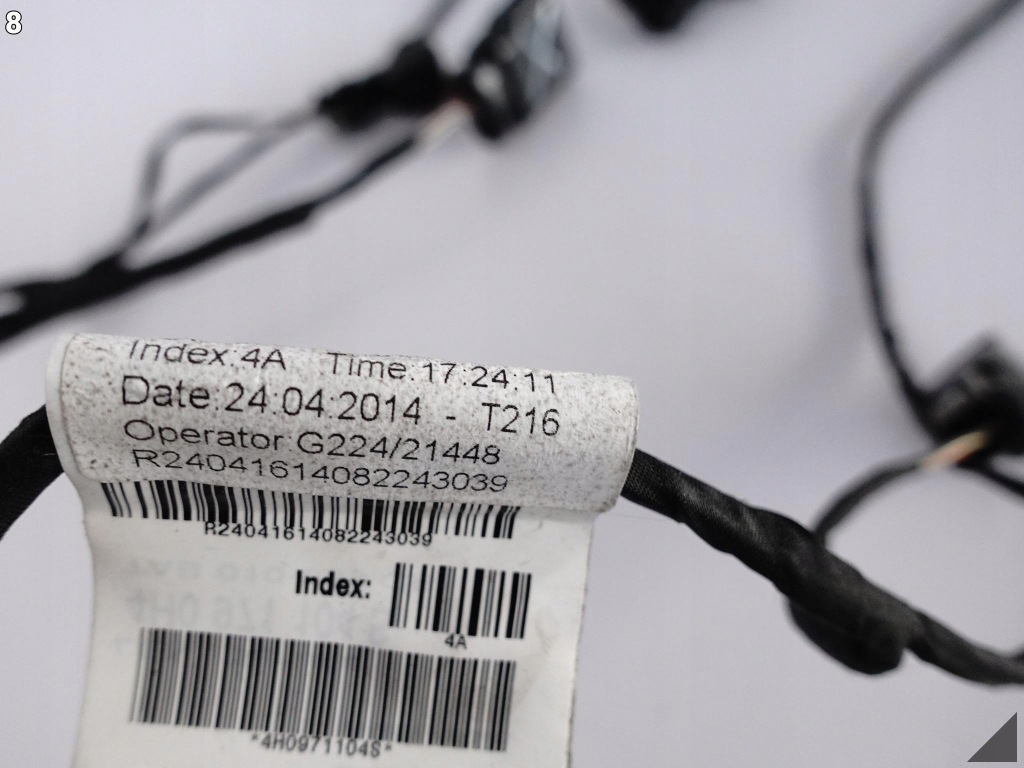 8
Index:4A Time:17:24:11
Date:24.04.2014 - T216
Operator:G224/21448
R24041614082243039
R24041614082243039
Index:
4A
*4H0971104S*